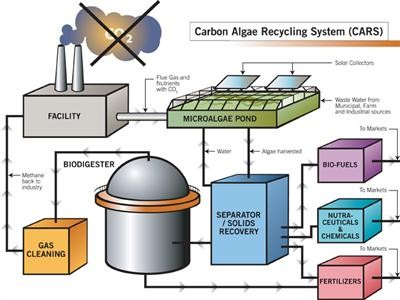 Carbon Algae Recycling System (CARS)
CO2
Solar Collectors
Flue Gas and
Nutrients
with CO2
Waste Water from
Municipal, Farm
and Industrial sources
FACILITY
MICROALGAE POND
To Markets
Water
Algae harvested
BIO-FUELS
BIODIGESTER
Methane
back to
industry
To Markets
SEPARATOR
/ SOLIDS
RECOVERY
NUTRA-
CEUTICALS
& CHEMICALS
To Markets
GAS
CLEANING
FERTILIZERS